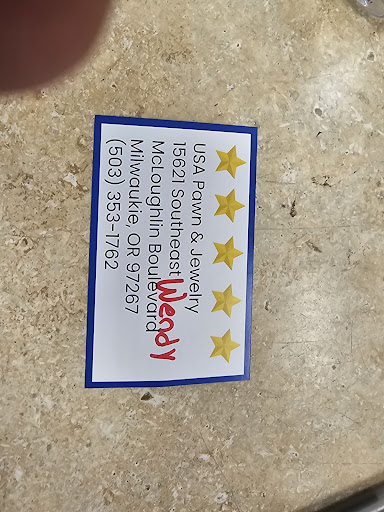 USA Pawn & Jewelry
15621 Southeast
McLoughlin Boulevard
Milwaukie, OR 97267
(503) 353-1762
Wendy